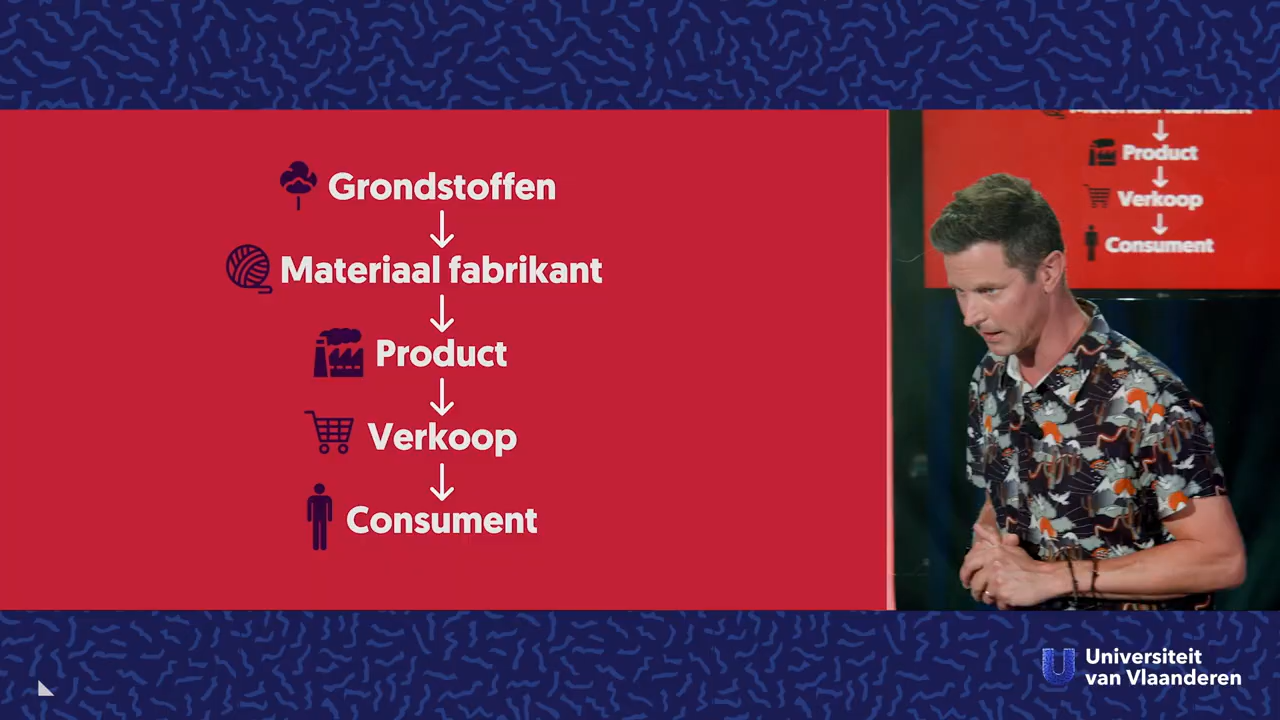 Grondstoffen
Materiaal fabrikant
Product
Verkoop
Consument
Product
Verkoop
Consument
Universiteit
van Vlaanderen